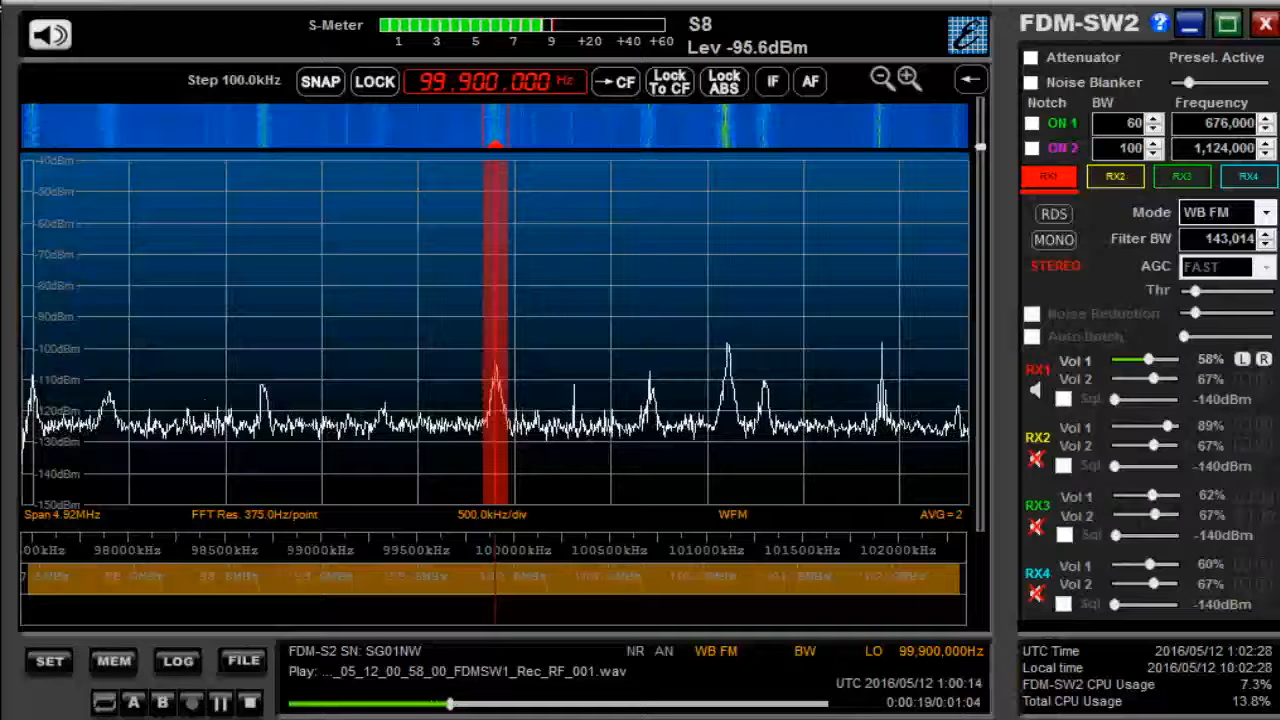 S-Meter
1 3 5 7 9 +20 +40 +60
S8
Lev -95.6dBm
Step 100.0kHz
SNAP
LOCK
99.900.000 Hz
→CF
Lock To CF
Lock ABS
IF
AF
-40dBm
-50dBm
-60dBm
-70dBm
-80dBm
-90dBm
-100dBm
-110dBm
-120dBm
-130dBm
-140dBm
-150dBm
Span 4.92MHz
FFT Res. 375.0Hz/point
500.0kHz/div
WFM
AVG = 2
00kHz 98000kHz 98500kHz 99000kHz 99500kHz 100000kHz 100500kHz 101000kHz 101500kHz 102000kHz
SET
MEM
LOG
FILE
A
B
FDM-S2 SN: SG01NW
NR AN WB FM BW LO 99,900,000Hz
Play: ..._05_12_00_58_00_FDMSW1_Rec_RF_001.wav
UTC 2016/05/12 1:00:14
0:00:19/0:01:04
FDM-SW2 ? X
Attenuator Presel. Active
Noise Blanker
Notch BW Frequency
ON 1 60 676,000
ON 2 100 1,124,000
RX1 RX2 RX3 RX4
RDS Mode WB FM
MONO Filter BW 143,014
STEREO AGC FAST
Thr
Noise Reduction
Auto Notch
RX1 Vol 1 58% L R
Vol 2 67%
Sql -140dBm
RX2 Vol 1 89%
Vol 2 67%
Sql -140dBm
RX3 Vol 1 62%
Vol 2 67%
Sql -140dBm
RX4 Vol 1 60%
Vol 2 67%
Sql -140dBm
UTC Time 2016/05/12 1:02:28
Local time 2016/05/12 10:02:28
FDM-SW2 CPU Usage 7.3%
Total CPU Usage 13.8%